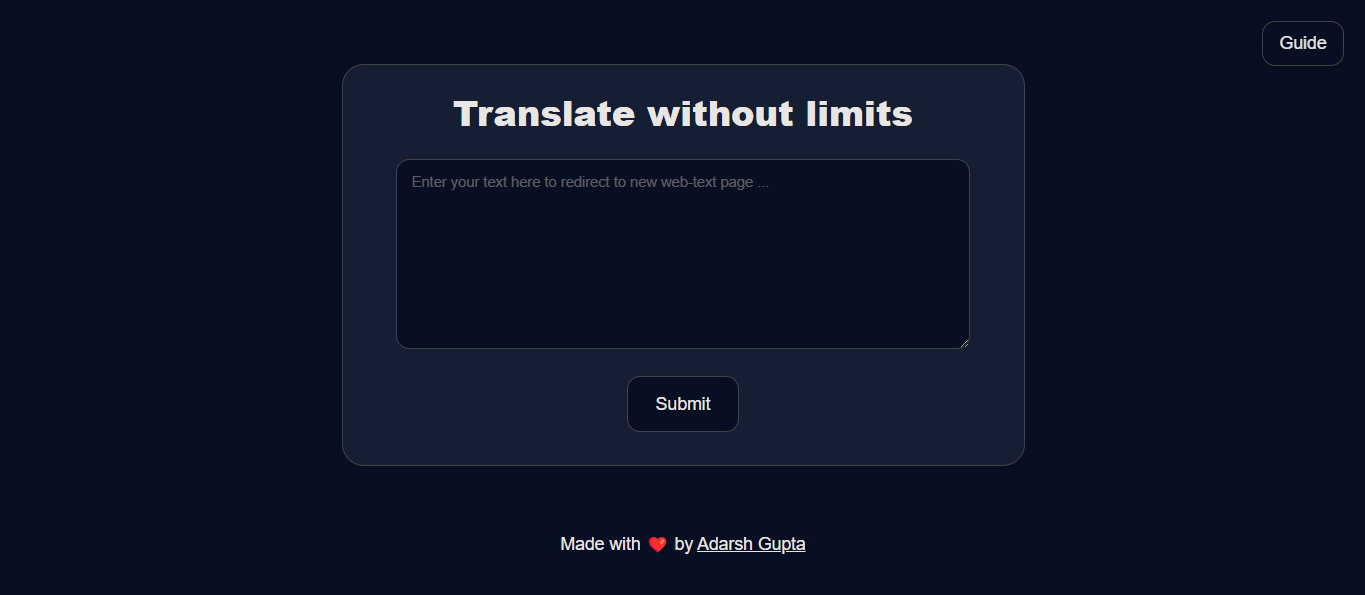 Guide
Translate without limits
Enter your text here to redirect to new web-text page ...
Submit
Made with ❤️ by Adarsh Gupta